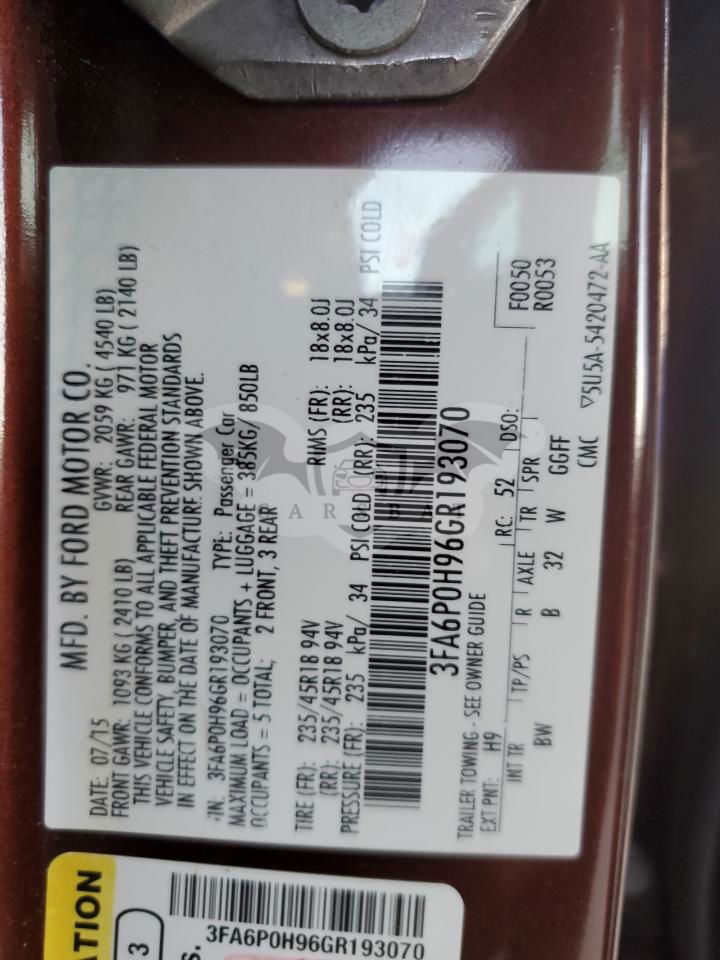 MFD. BY FORD MOTOR CO.
DATE: 07/15 GVWR: 2059 KG ( 4540 LB)
FRONT GAWR: 1093 KG ( 2410 LB) REAR GAWR: 971 KG ( 2140 LB)
THIS VEHICLE CONFORMS TO ALL APPLICABLE FEDERAL MOTOR
VEHICLE SAFETY, BUMPER, AND THEFT PREVENTION STANDARDS
IN EFFECT ON THE DATE OF MANUFACTURE SHOWN ABOVE.
VIN: 3FA6P0H96GR193070 TYPE: Passenger Car
MAXIMUM LOAD = OCCUPANTS + LUGGAGE = 385KG/ 850LB
OCCUPANTS = 5 TOTAL; 2 FRONT, 3 REAR
TIRE (FR): 235/45R18 94V RIMS (FR): 18x8.0J
(RR): 235/45R18 94V (RR): 18x8.0J
PRESSURE (FR): 235 kPa/ 34 PSI COLD (RR): 235 kPa/ 34 PSI COLD
3FA6P0H96GR193070
TRAILER TOWING - SEE OWNER GUIDE
EXT PNT: H9 RC: 52 DSO: F0050
R0053
INT TR TP/PS R AXLE TR SPR
BW B 32 W GGFF
CMC ▽5U5A-5420472-AA
ATION
3
S.
3FA6P0H96GR193070